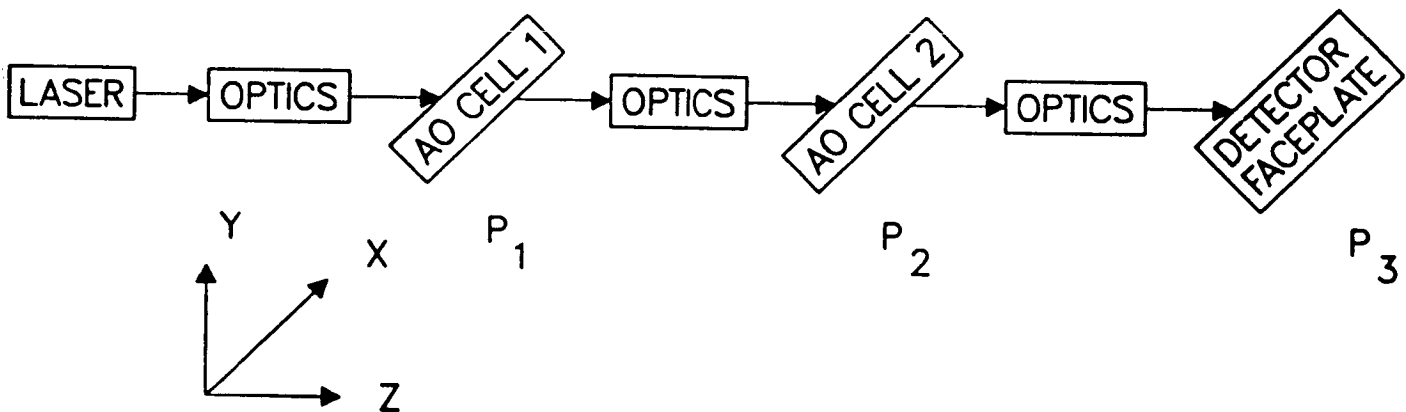 LASER
OPTICS
AO CELL 1
OPTICS
AO CELL 2
OPTICS
DETECTOR
FACEPLATE
Y
X
Z
P1
P2
P3